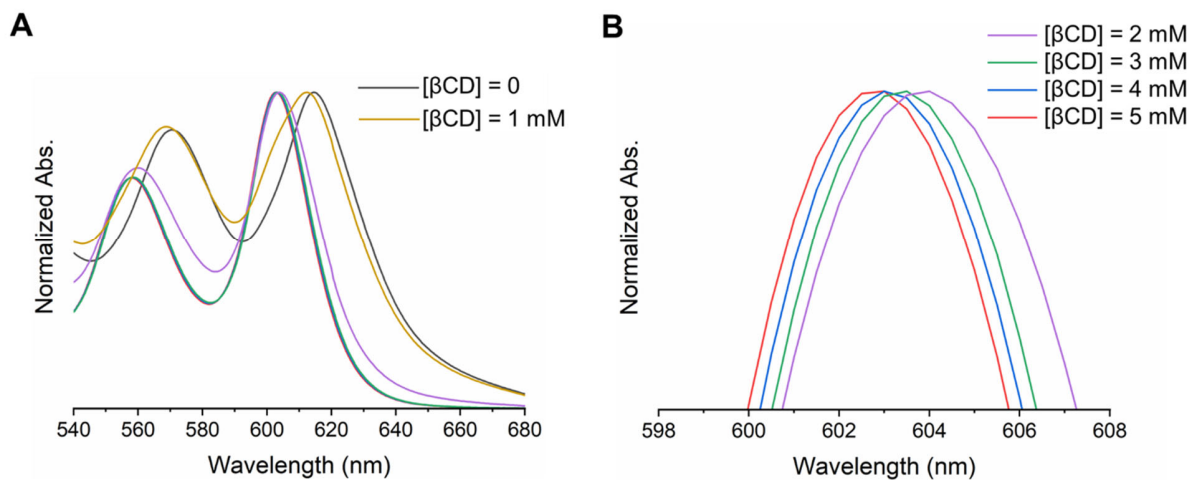 A
[βCD] = 0
[βCD] = 1 mM
Normalized Abs.
540 560 580 600 620 640 660 680
Wavelength (nm)
B
[βCD] = 2 mM
[βCD] = 3 mM
[βCD] = 4 mM
[βCD] = 5 mM
Normalized Abs.
598 600 602 604 606 608
Wavelength (nm)